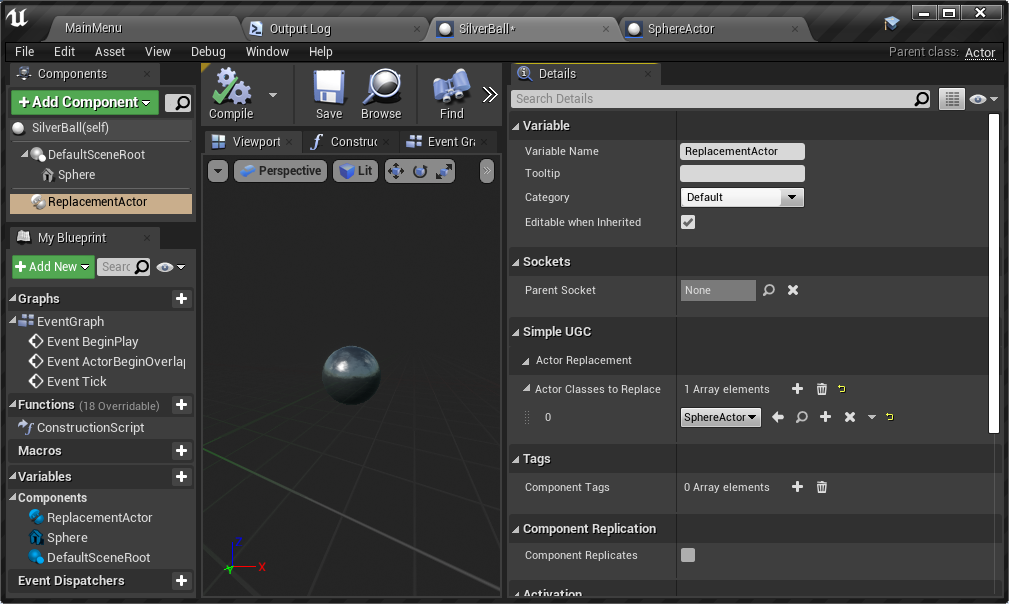 MainMenu
Output Log
SilverBall*
SphereActor
File Edit Asset View Debug Window Help
Parent class: Actor
Components
+Add Component
SilverBall(self)
DefaultSceneRoot
Sphere
ReplacementActor
My Blueprint
+Add New
Searc
Graphs
EventGraph
Event BeginPlay
Event ActorBeginOverlap
Event Tick
Functions (18 Overridable)
ConstructionScript
Macros
Variables
Components
ReplacementActor
Sphere
DefaultSceneRoot
Event Dispatchers
Compile
Save
Browse
Find
Viewport
Construc
Event Gr
Perspective
Lit
X
Y
Z
Details
Search Details
Variable
Variable Name
ReplacementActor
Tooltip
Category
Default
Editable when Inherited
Sockets
Parent Socket
None
Simple UGC
Actor Replacement
Actor Classes to Replace
1 Array elements
0
SphereActor
Tags
Component Tags
0 Array elements
Component Replication
Component Replicates
Activation